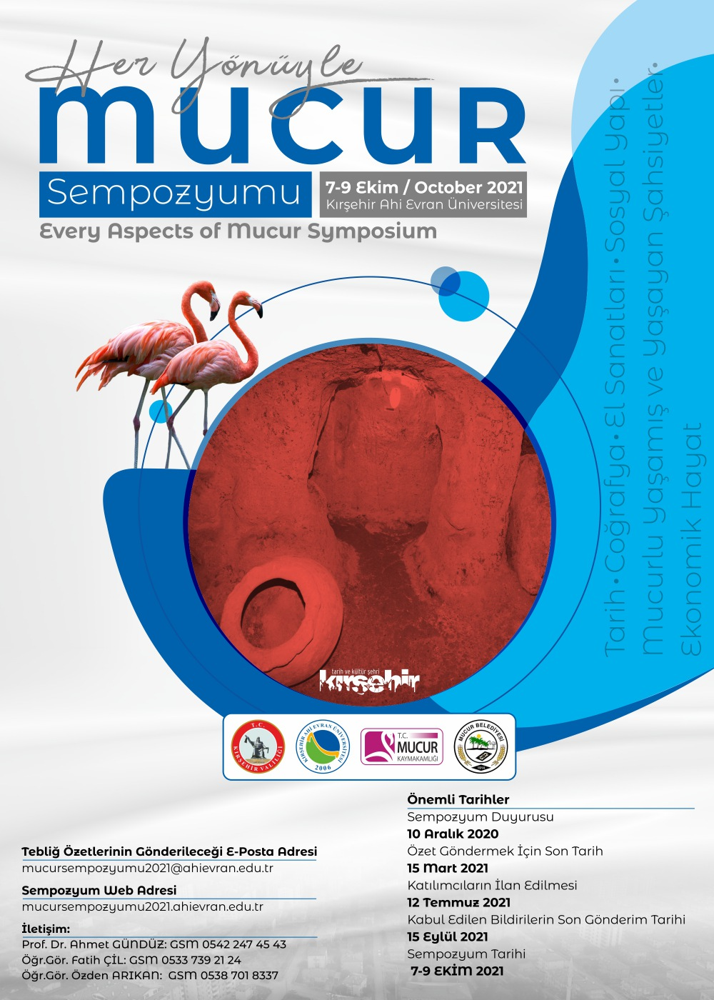 Her Yönüyle
MUCUR
Sempozyumu
7-9 Ekim / October 2021
Kırşehir Ahi Evran Üniversitesi
Every Aspects of Mucur Symposium
Tarih • Coğrafya • El Sanatları • Sosyal Yapı •
Mucurlu Yaşamış ve Yaşayan Şahsiyetler •
Ekonomik Hayat
tarih ve kültür şehri
kırşehir
T.C.
KIRŞEHİR VALİLİĞİ
KIRŞEHİR AHİ EVRAN ÜNİVERSİTESİ
2006
T.C.
MUCUR
KAYMAKAMLIĞI
MUCUR BELEDİYESİ
Önemli Tarihler
Sempozyum Duyurusu
10 Aralık 2020
Özet Göndermek İçin Son Tarih
15 Mart 2021
Katılımcıların İlan Edilmesi
12 Temmuz 2021
Kabul Edilen Bildirilerin Son Gönderim Tarihi
15 Eylül 2021
Sempozyum Tarihi
7-9 EKİM 2021
Tebliğ Özetlerinin Gönderileceği E-Posta Adresi
mucursempozyumu2021@ahievran.edu.tr
Sempozyum Web Adresi
mucursempozyumu2021.ahievran.edu.tr
İletişim:
Prof. Dr. Ahmet GÜNDÜZ: GSM 0542 247 45 43
Öğr.Gör. Fatih ÇİL: GSM 0533 739 21 24
Öğr.Gör. Özden ARIKAN: GSM 0538 701 8337